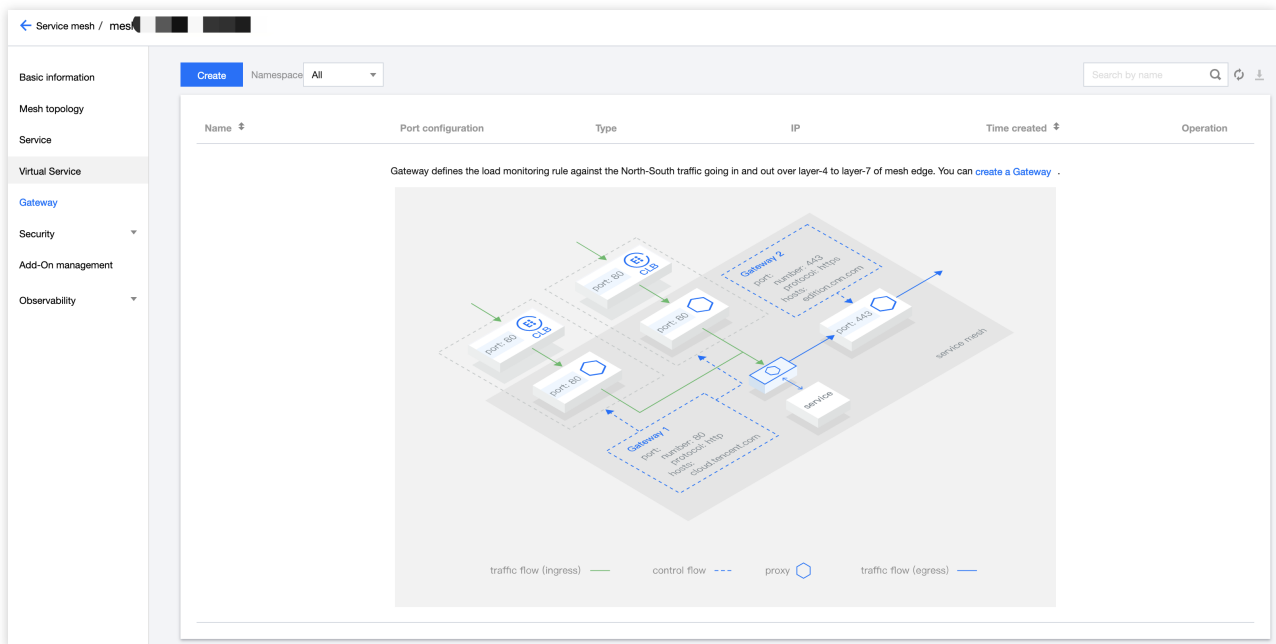 Service mesh / mesh
Basic information
Mesh topology
Service
Virtual Service
Gateway
Security
Add-On management
Observability
Create Namespace All Search by name
Name Port configuration Type IP Time created Operation
Gateway defines the load monitoring rule against the North-South traffic going in and out over layer-4 to layer-7 of mesh edge. You can create a Gateway .
port: 80 CLB
port: 80
port: 80 CLB
port: 80
Gateway 2
port: number: 443
protocol: https
hosts:
edition.cnn.com
port: 443
service mesh
service
Gateway 1
port: number: 80
protocol: http
hosts:
cloud.tencent.com
traffic flow (ingress) control flow proxy traffic flow (egress)